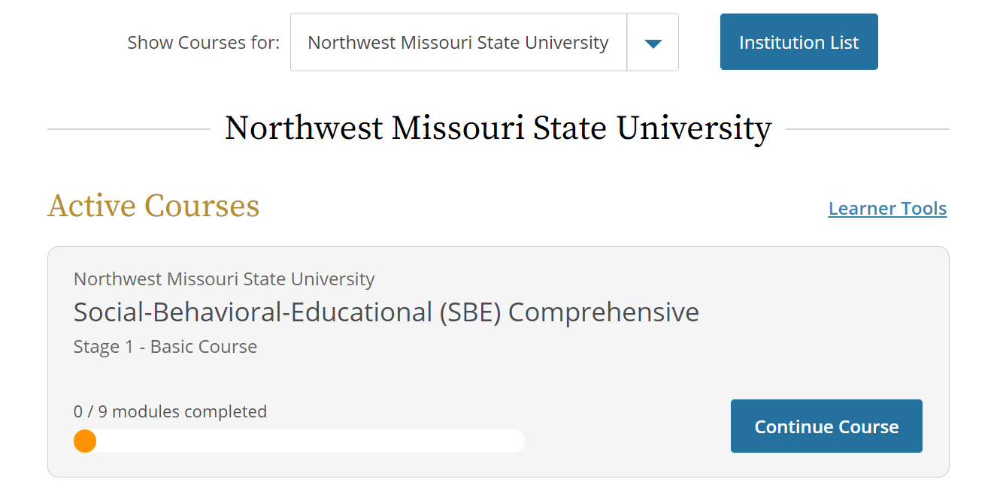 Show Courses for: Northwest Missouri State University Institution List
Northwest Missouri State University
Active Courses Learner Tools
Northwest Missouri State University
Social-Behavioral-Educational (SBE) Comprehensive
Stage 1 - Basic Course
0 / 9 modules completed
Continue Course